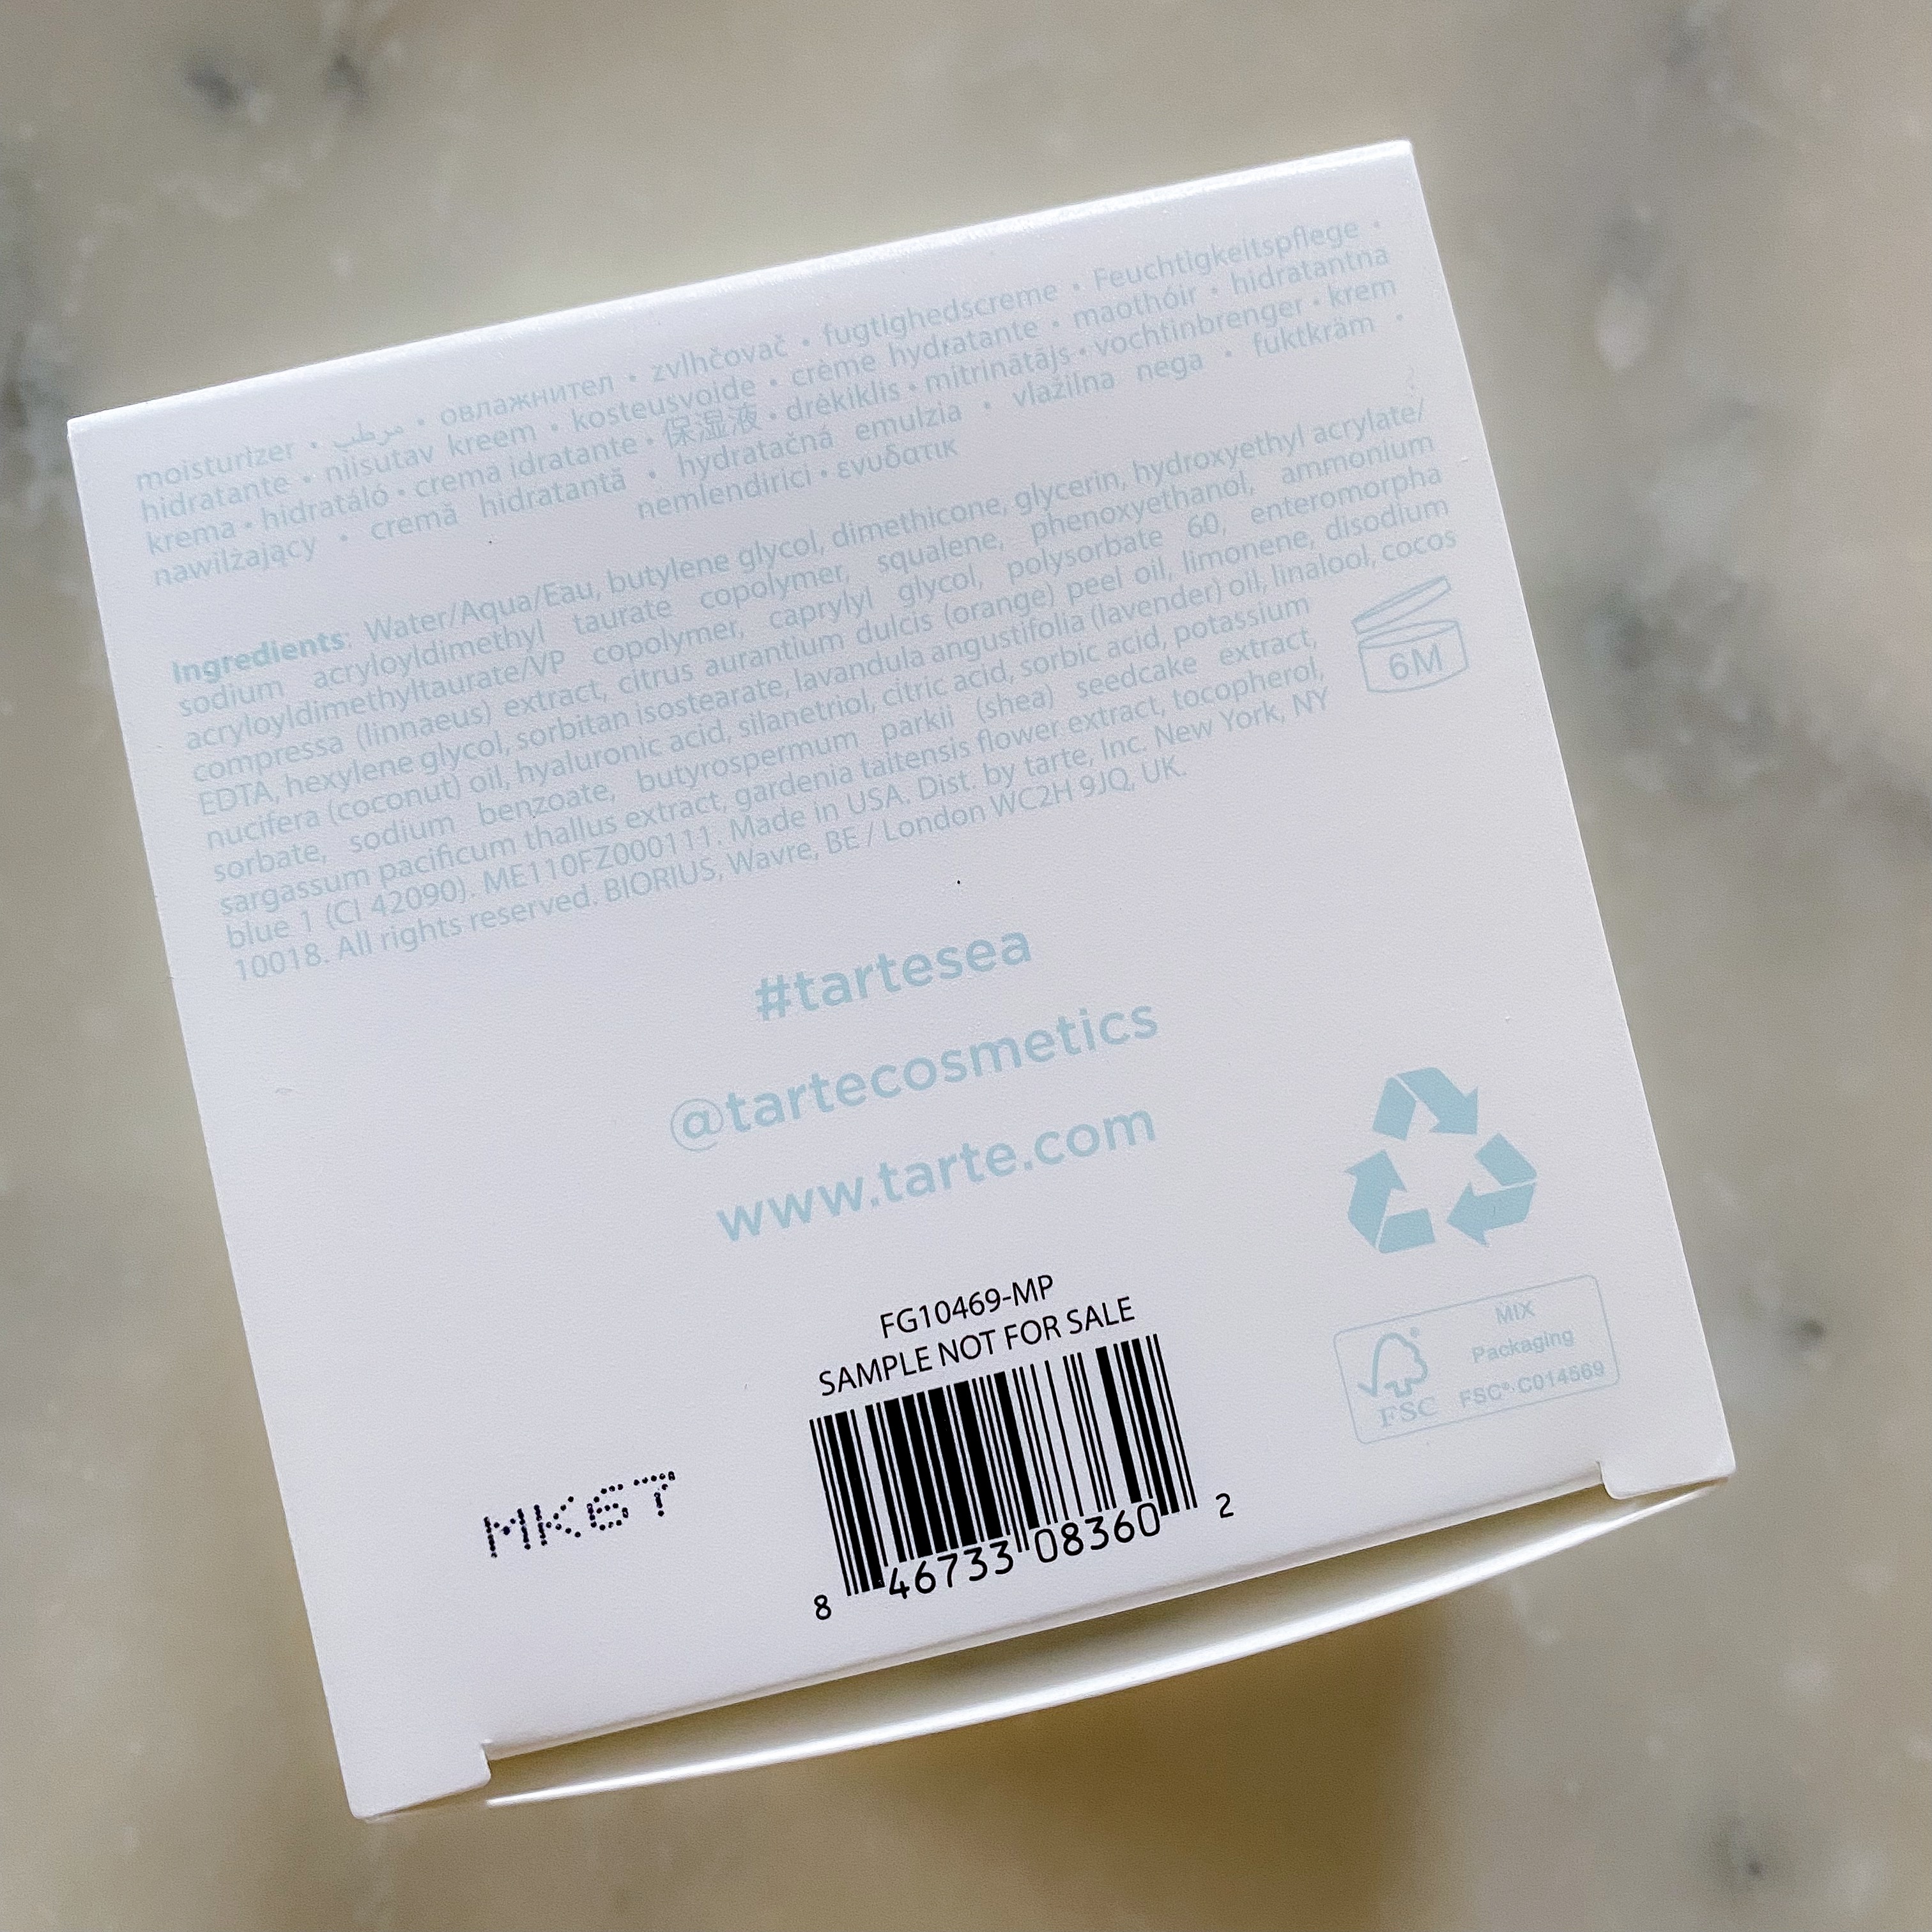 moisturizer • مرطب • овлажнител • zvlhčovač • fugtighedscreme • Feuchtigkeitspflege •
hidratante • niisutav kreem • kosteusvoide • crème hydratante • maothóir • hidratantna
krema • hidratáló • crema idratante • 保湿液 • drėkiklis • mitrinātājs • vochtinbrenger • krem
nawilżający • cremă hidratantă • hydratačná emulzia • vlažilna nega • fuktkräm •
nemlendirici • ενυδατικ
Ingredients: Water/Aqua/Eau, butylene glycol, dimethicone, glycerin, hydroxyethyl acrylate/
sodium acryloyldimethyl taurate copolymer, squalene, phenoxyethanol, ammonium
acryloyldimethyltaurate/VP copolymer, caprylyl glycol, polysorbate 60, enteromorpha
compressa (linnaeus) extract, citrus aurantium dulcis (orange) peel oil, limonene, disodium
EDTA, hexylene glycol, sorbitan isostearate, lavandula angustifolia (lavender) oil, linalool, cocos
nucifera (coconut) oil, hyaluronic acid, silanetriol, citric acid, sorbic acid, potassium
sorbate, sodium benzoate, butyrospermum parkii (shea) seedcake extract,
sargassum pacificum thallus extract, gardenia taitensis flower extract, tocopherol,
blue 1 (CI 42090). ME110FZ000111. Made in USA. Dist. by tarte, Inc. New York, NY
10018. All rights reserved. BIORIUS, Wavre, BE / London WC2H 9JQ, UK.
6M
#tartesea
@tartecosmetics
www.tarte.com
FG10469-MP
SAMPLE NOT FOR SALE
8 46733 08360 2
MK67
MIX
Packaging
FSC® C014569
FSC